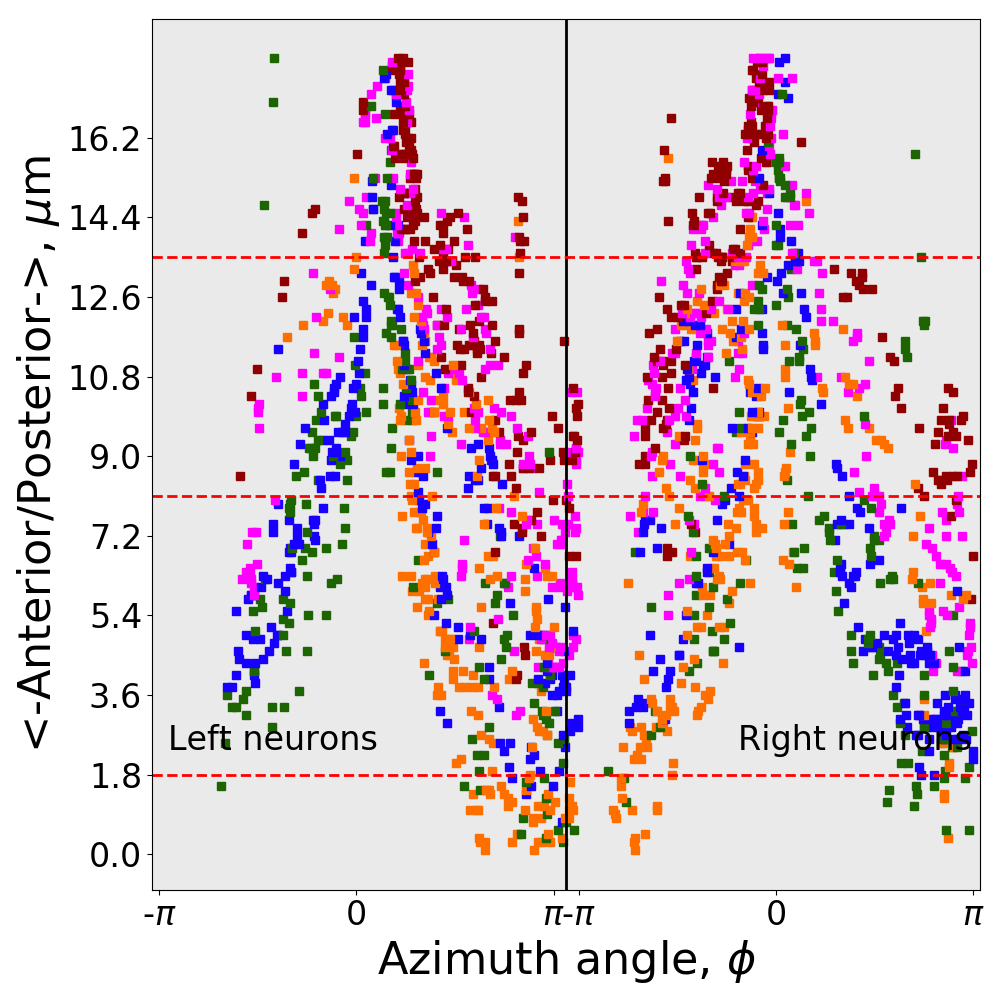 <-Anterior/Posterior->, μm
16.2
14.4
12.6
10.8
9.0
7.2
5.4
3.6
1.8
0.0
Left neurons
Right neurons
-π 0 π -π 0 π
Azimuth angle, ϕ